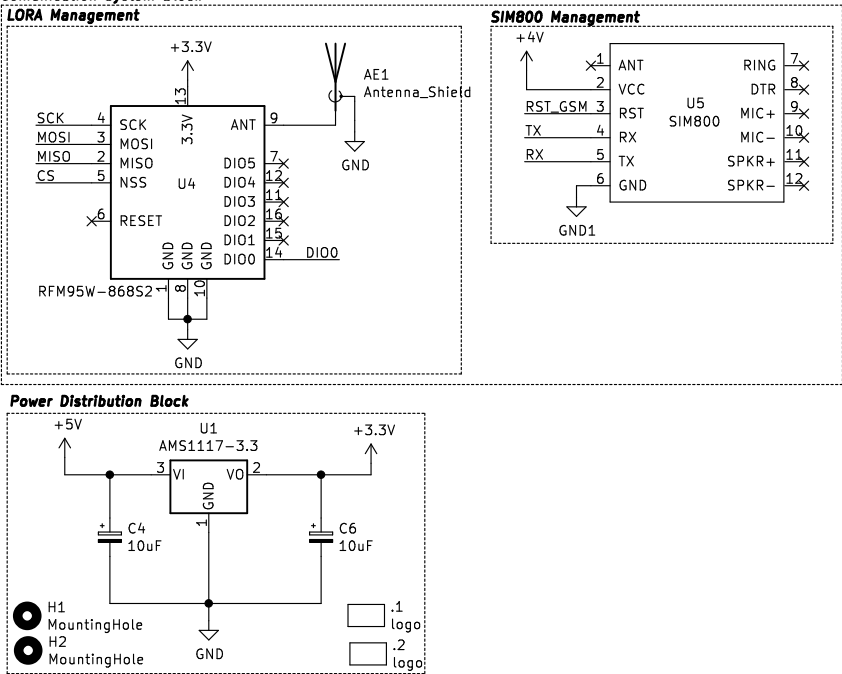 LORA Management
SIM800 Management
+3.3V
+4V
13
3.3V
AE1
Antenna_Shield
GND
SCK 4 SCK
MOSI 3 MOSI
MISO 2 MISO
CS 5 NSS
6 RESET
U4
ANT 9
DIO5 7
DIO4 12
DIO3 11
DIO2 16
DIO1 15
DIO0 14 DIO0
GND GND GND
1 8 10
RFM95W-868S2
GND
1 ANT
2 VCC
RST_GSM 3 RST
TX 4 RX
RX 5 TX
6 GND
U5
SIM800
RING 7
DTR 8
MIC+ 9
MIC- 10
SPKR+ 11
SPKR- 12
GND1
Power Distribution Block
+5V
U1
AMS1117-3.3
+3.3V
3 VI
VO 2
GND
1
+ C4
10uF
+ C6
10uF
H1
MountingHole
H2
MountingHole
GND
.1
logo
.2
logo